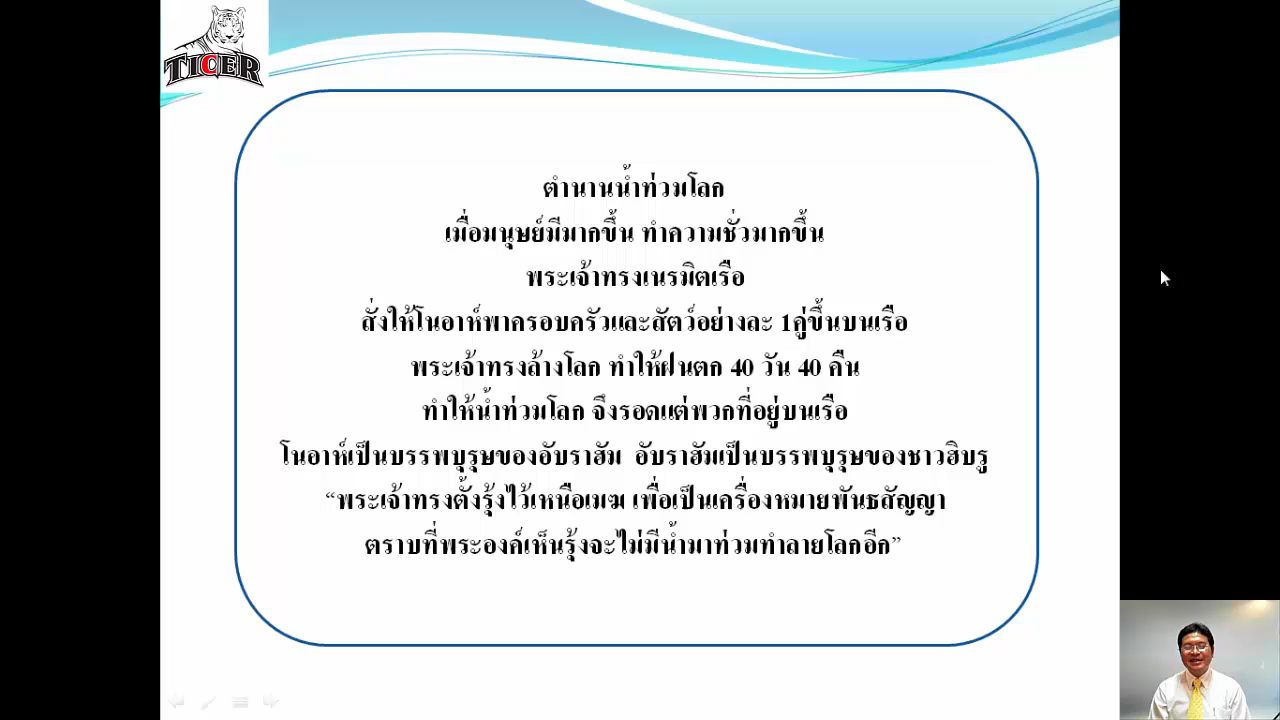 TICER
ตำนานน้ำท่วมโลก
เมื่อมนุษย์มีมากขึ้น ทำความชั่วมากขึ้น
พระเจ้าทรงเนรมิตเรือ
สั่งให้โนอาห์พาครอบครัวและสัตว์อย่างละ 1คู่ขึ้นบนเรือ
พระเจ้าทรงล้างโลก ทำให้ฝนตก 40 วัน 40 คืน
ทำให้น้ำท่วมโลก จึงรอดแต่พวกที่อยู่บนเรือ
โนอาห์เป็นบรรพบุรุษของอับราฮัม อับราฮัมเป็นบรรพบุรุษของชาวฮิบรู
“พระเจ้าทรงตั้งรุ้งไว้เหนือเมฆ เพื่อเป็นเครื่องหมายพันธสัญญา
ตราบที่พระองค์เห็นรุ้งจะไม่มีน้ำมาท่วมทำลายโลกอีก”